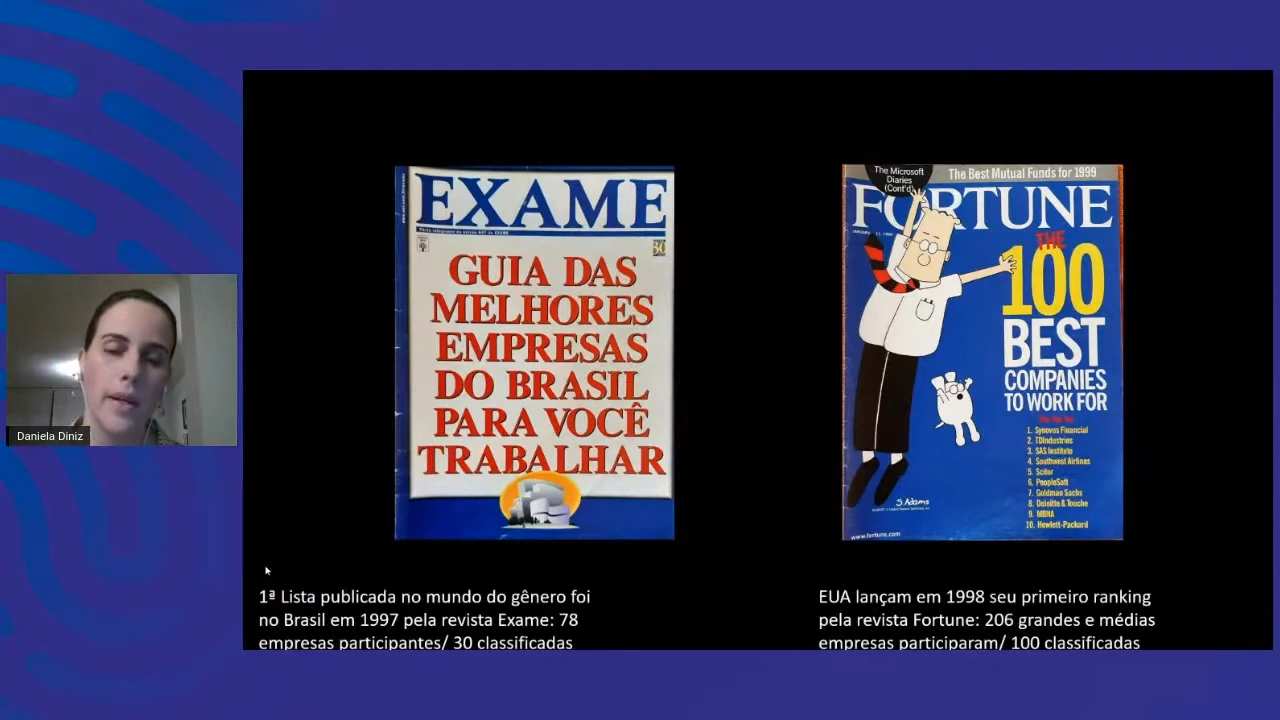 Daniela Diniz
EXAME
30
GUIA DAS
MELHORES
EMPRESAS
DO BRASIL
PARA VOCÊ
TRABALHAR
1ª Lista publicada no mundo do gênero foi
no Brasil em 1997 pela revista Exame: 78
empresas participantes/ 30 classificadas
The Microsoft
Diaries
(Cont'd)
The Best Mutual Funds for 1999
FORTUNE
THE
100
BEST
COMPANIES
TO WORK FOR
1. Synovus Financial
2. TDIndustries
3. SAS Institute
4. Southwest Airlines
5. Scitor
6. PeopleSoft
7. Goldman Sachs
8. Deloitte & Touche
9. MBNA
10. Hewlett-Packard
S. Adams
www.fortune.com
EUA lançam em 1998 seu primeiro ranking
pela revista Fortune: 206 grandes e médias
empresas participaram/ 100 classificadas